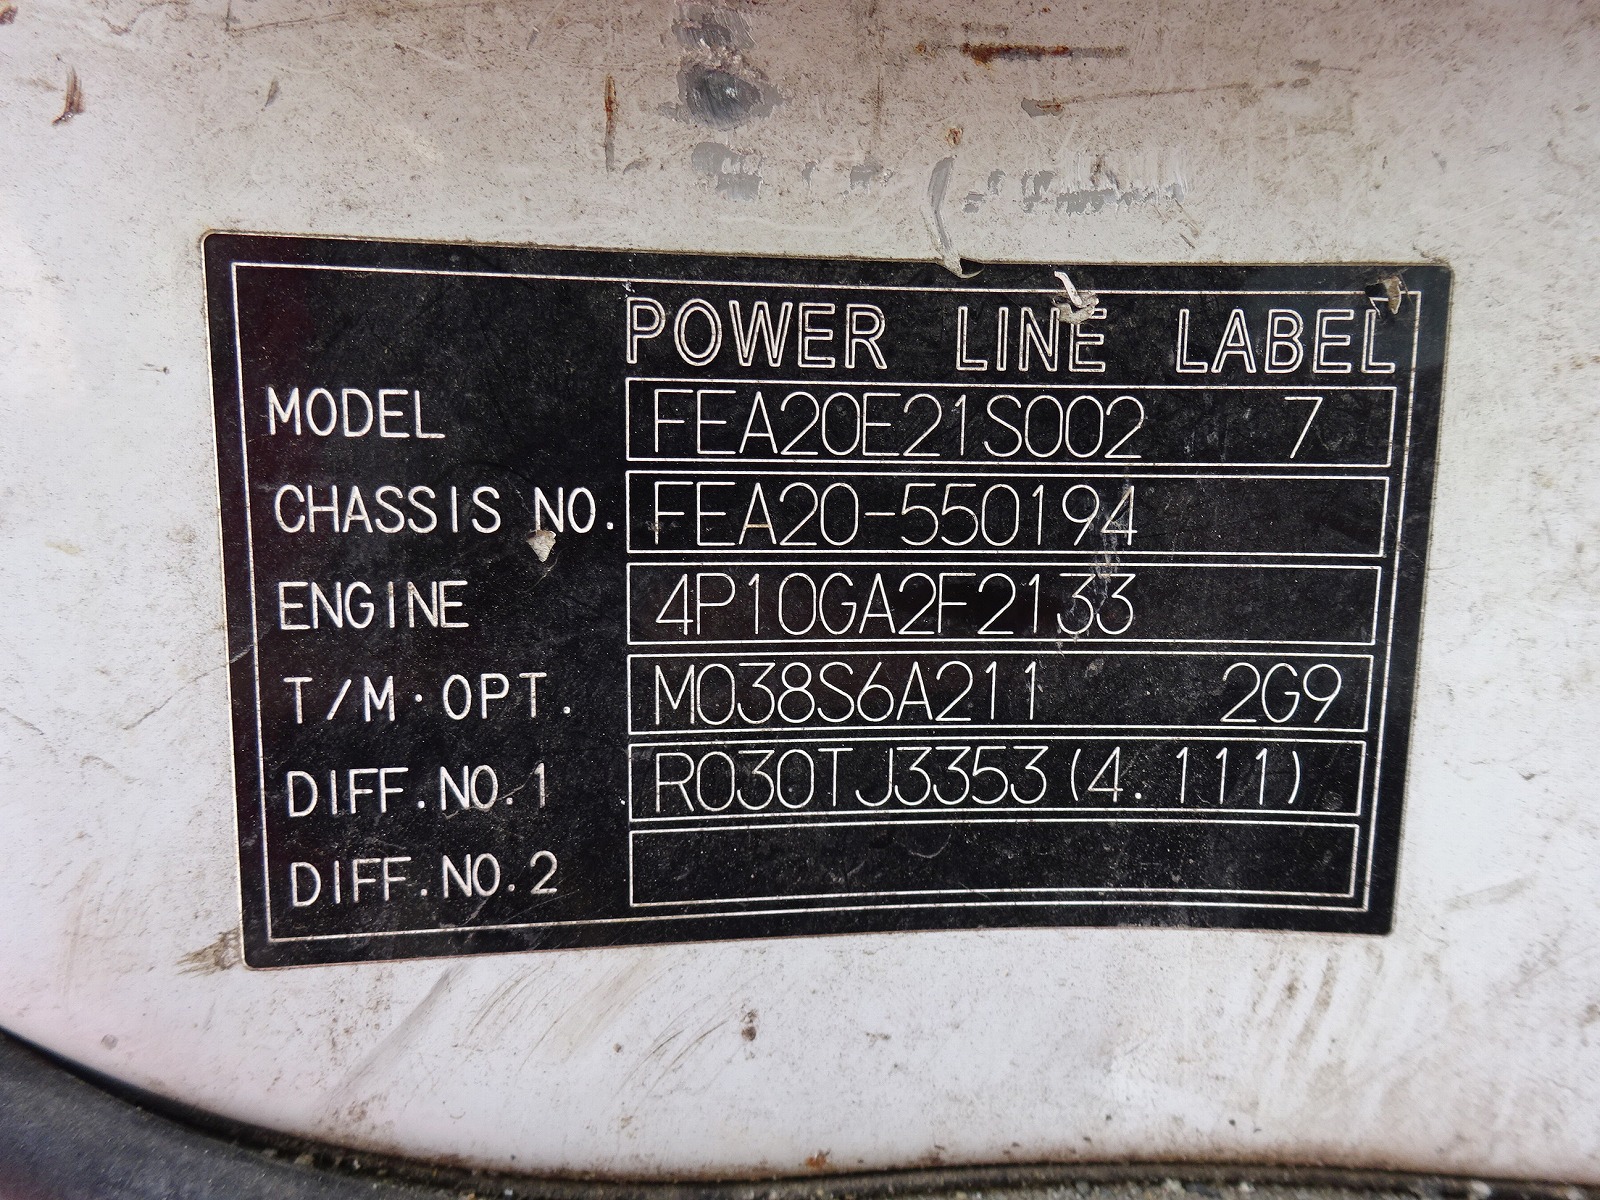 POWER LINE LABEL
MODEL FEA20E21S002 7
CHASSIS NO. FEA20-550194
ENGINE 4P10GA2F2133
T/M·OPT. M038S6A211 2G9
DIFF.NO.1 R030TJ3353(4.111)
DIFF.NO.2